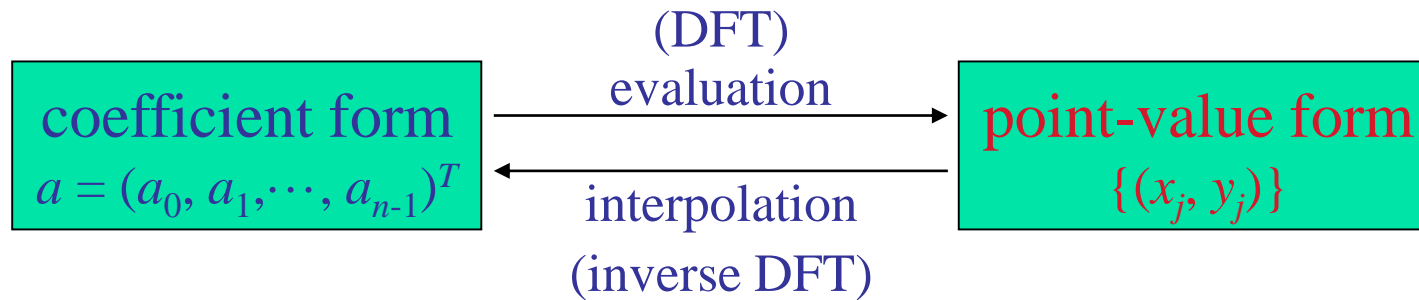 (DFT)
evaluation
coefficient form
a = (a₀, a₁,⋯, aₙ₋₁)ᵀ
point-value form
{(xⱼ, yⱼ)}
interpolation
(inverse DFT)